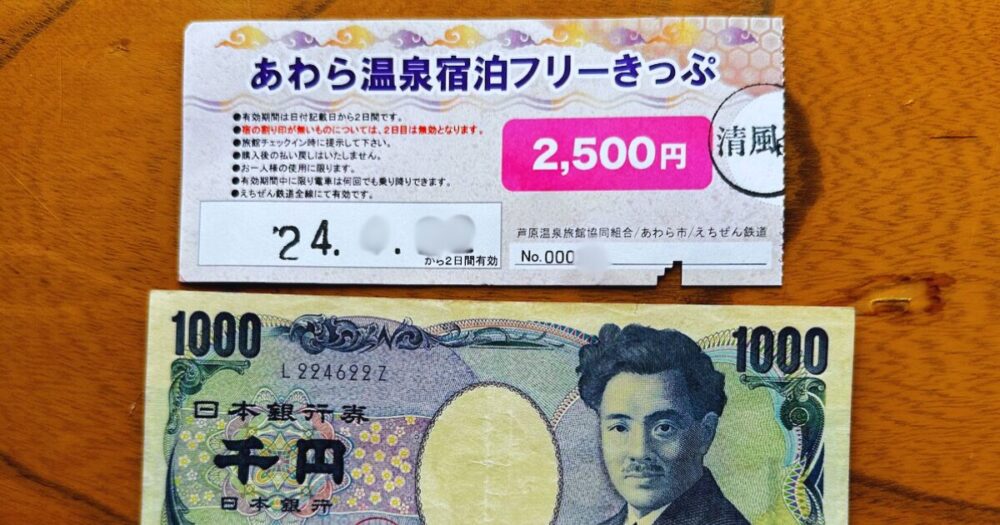 あわら温泉宿泊フリーきっぷ
●有効期間は日付記載日から2日間です。
●宿の割り印が無いものについては、2日目は無効となります。
●旅館チェックイン時に提示して下さい。
●購入後の払い戻しはいたしません。
●お一人様の使用に限ります。
●有効期間中に限り電車は何回でも乗り降りできます。
●えちぜん鉄道全線にて有効です。
2,500円
清風
'24.
から2日間有効
芦原温泉旅館協同組合/あわら市/えちぜん鉄道
No.000
1000
1000
L224622Z
日本銀行券
千円
日本銀行